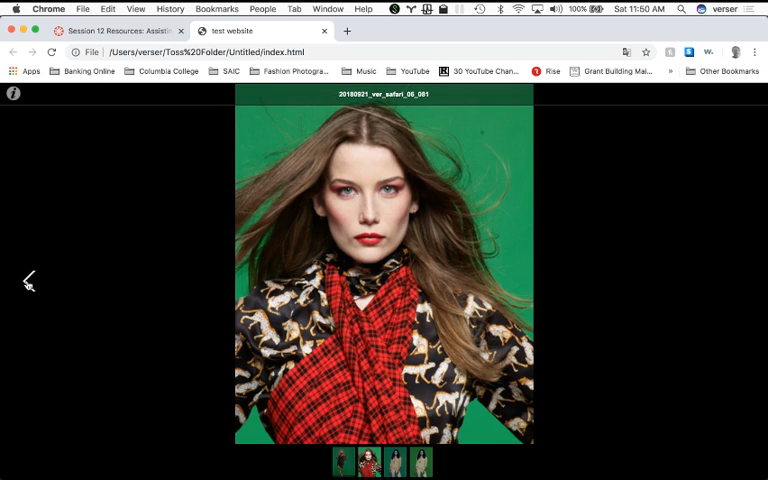 Chrome File Edit View History Bookmarks People Tab Window Help 100% Sat 11:50 AM verser
Session 12 Resources: Assistin
test website
File /Users/verser/Toss%20Folder/Untitled/index.html
Apps Banking Online Columbia College SAIC Fashion Photogra... Music YouTube 30 YouTube Chan... Rise Grant Building Mai... » Other Bookmarks
20180921_ver_safari_06_081